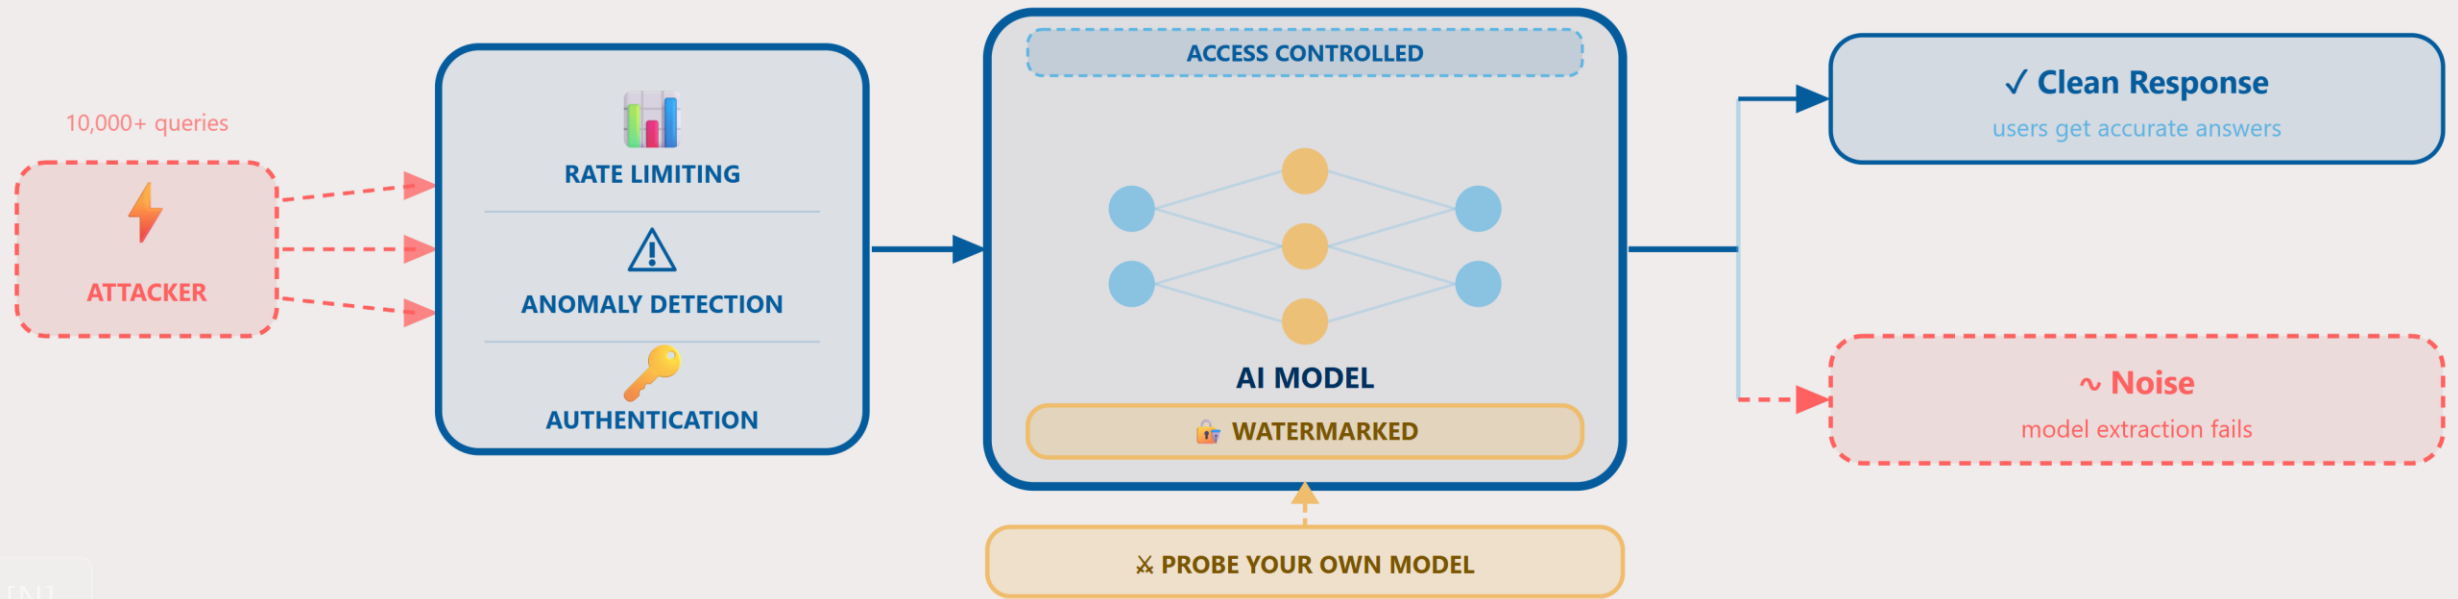 10,000+ queries
ATTACKER
RATE LIMITING
ANOMALY DETECTION
AUTHENTICATION
ACCESS CONTROLLED
AI MODEL
WATERMARKED
PROBE YOUR OWN MODEL
✓ Clean Response
users get accurate answers
∿ Noise
model extraction fails